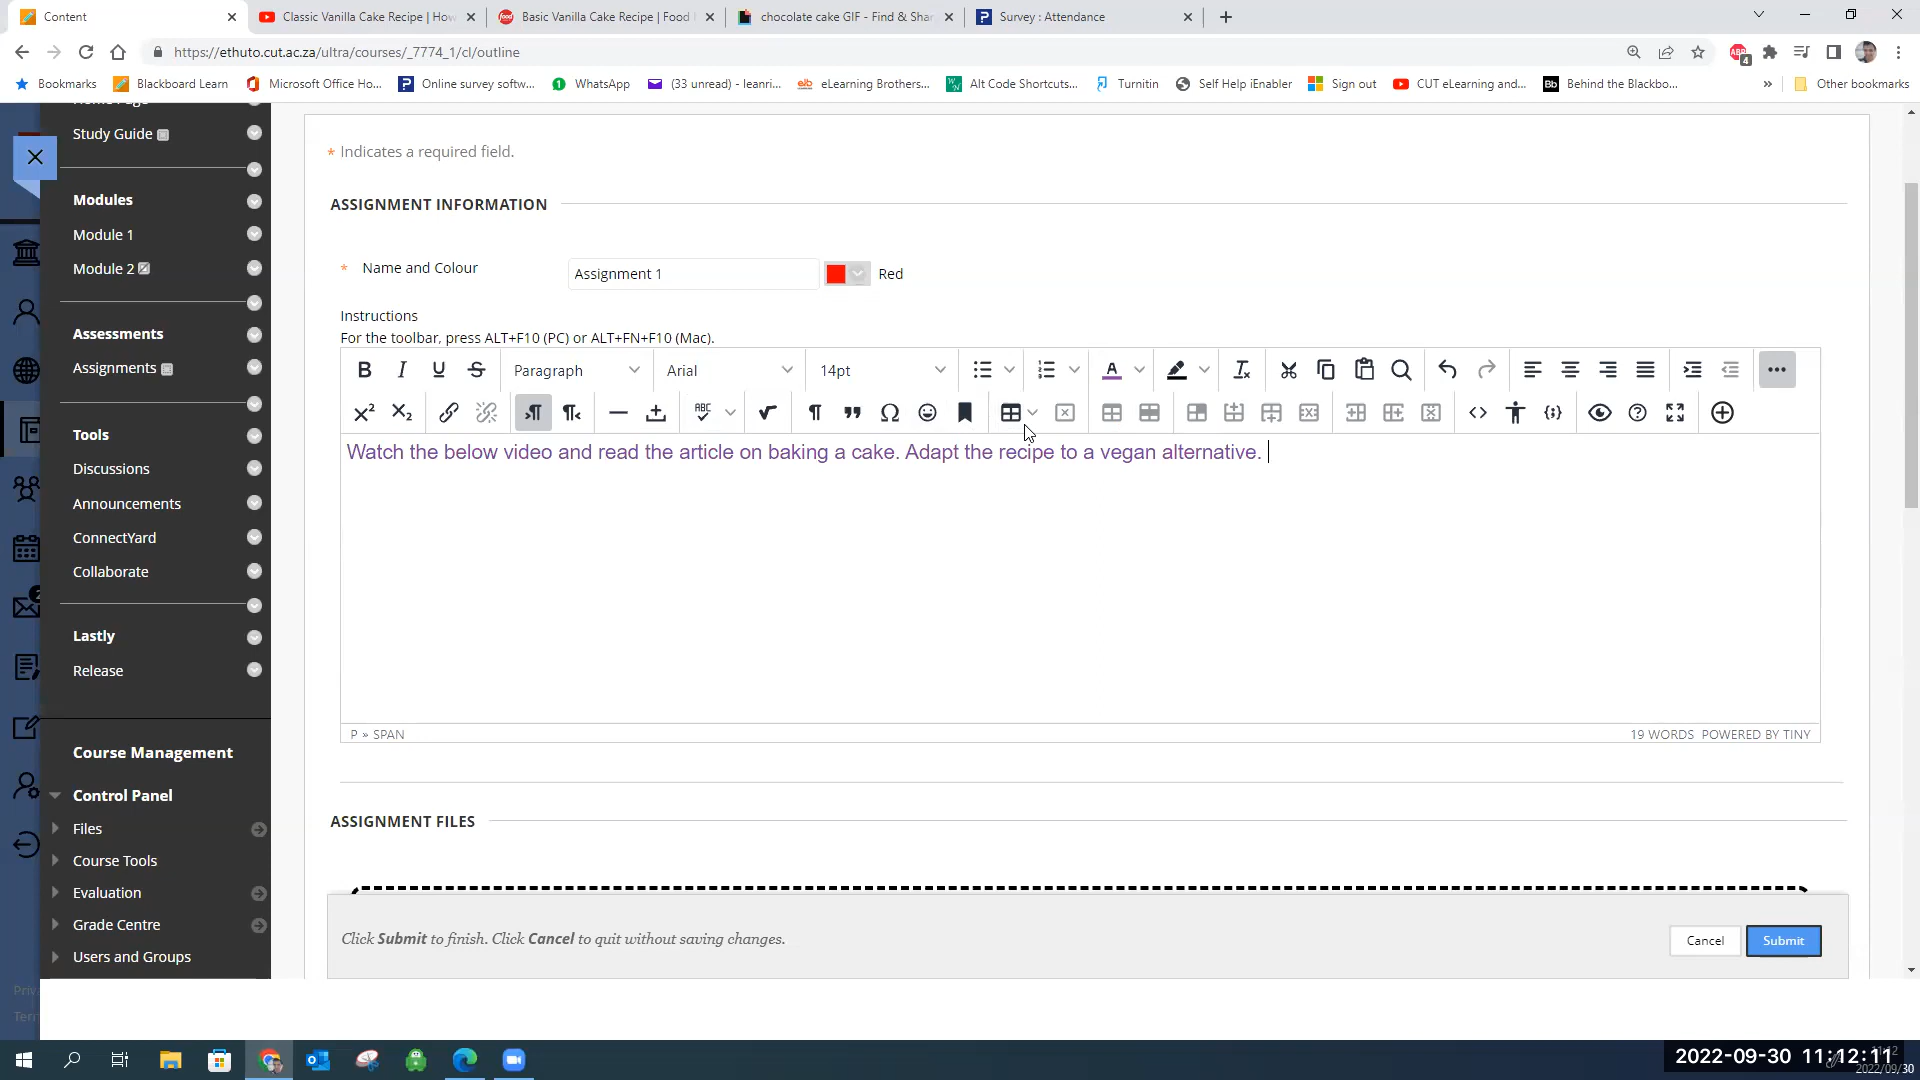 Content
Classic Vanilla Cake Recipe | How
Basic Vanilla Cake Recipe | Food
chocolate cake GIF - Find & Shar
Survey : Attendance
https://ethuto.cut.ac.za/ultra/courses/_7774_1/cl/outline
Bookmarks
Blackboard Learn
Microsoft Office Ho...
Online survey softw...
WhatsApp
(33 unread) - leanri...
eLearning Brothers...
Alt Code Shortcuts...
Turnitin
Self Help iEnabler
Sign out
CUT eLearning and...
Behind the Blackbo...
» Other bookmarks
Home Page
Study Guide
Modules
Module 1
Module 2
Assessments
Assignments
Tools
Discussions
Announcements
ConnectYard
Collaborate
Lastly
Release
Course Management
Control Panel
Files
Course Tools
Evaluation
Grade Centre
Users and Groups
* Indicates a required field.
ASSIGNMENT INFORMATION
* Name and Colour
Assignment 1
Red
Instructions
For the toolbar, press ALT+F10 (PC) or ALT+FN+F10 (Mac).
Paragraph
Arial
14pt
Watch the below video and read the article on baking a cake. Adapt the recipe to a vegan alternative.
P » SPAN
19 WORDS POWERED BY TINY
ASSIGNMENT FILES
Click Submit to finish. Click Cancel to quit without saving changes.
Cancel
Submit
2022-09-30 11:12:11
2022/09/30